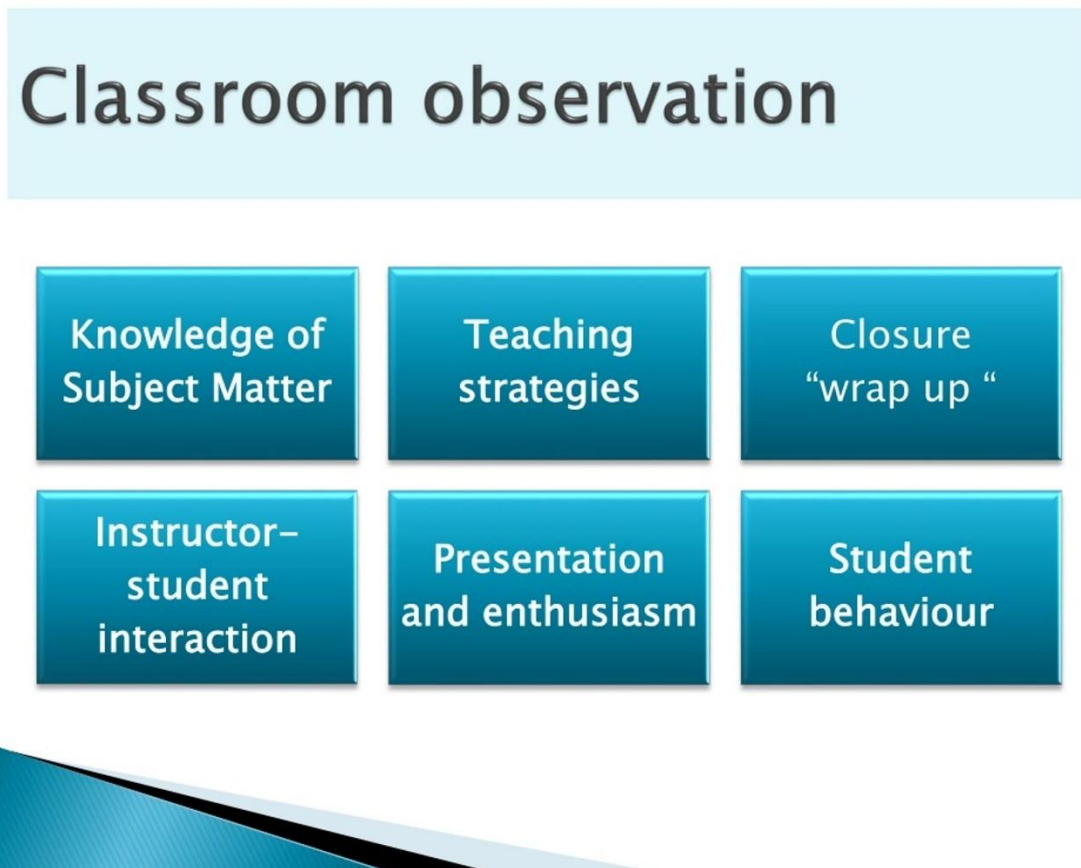 Classroom observation
Knowledge of
Subject Matter
Teaching
strategies
Closure
“wrap up “
Instructor-
student
interaction
Presentation
and enthusiasm
Student
behaviour